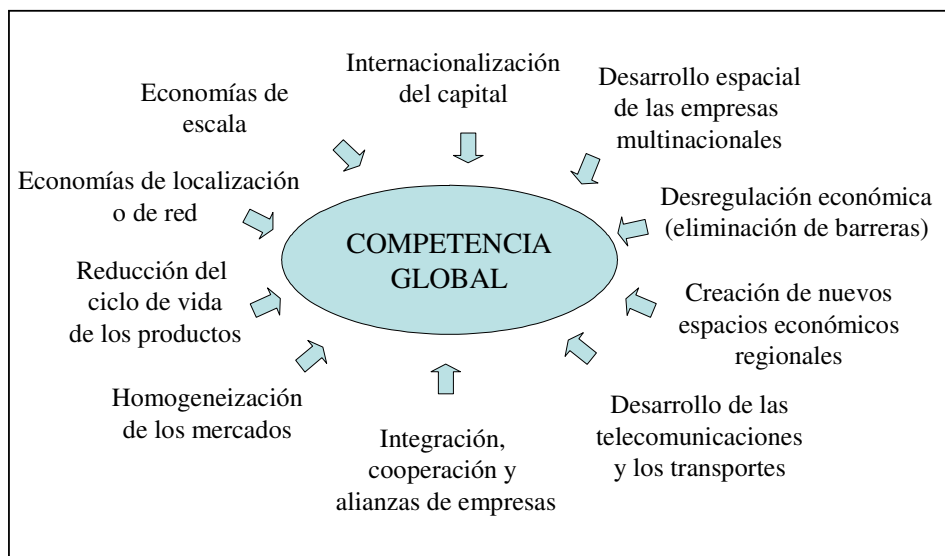 Internacionalización
del capital
Desarrollo espacial
de las empresas
multinacionales
Economías de
escala
Economías de localización
o de red
Desregulación económica
(eliminación de barreras)
COMPETENCIA
GLOBAL
Reducción del
ciclo de vida
de los productos
Creación de nuevos
espacios económicos
regionales
Homogeneización
de los mercados
Desarrollo de las
telecomunicaciones
y los transportes
Integración,
cooperación y
alianzas de empresas